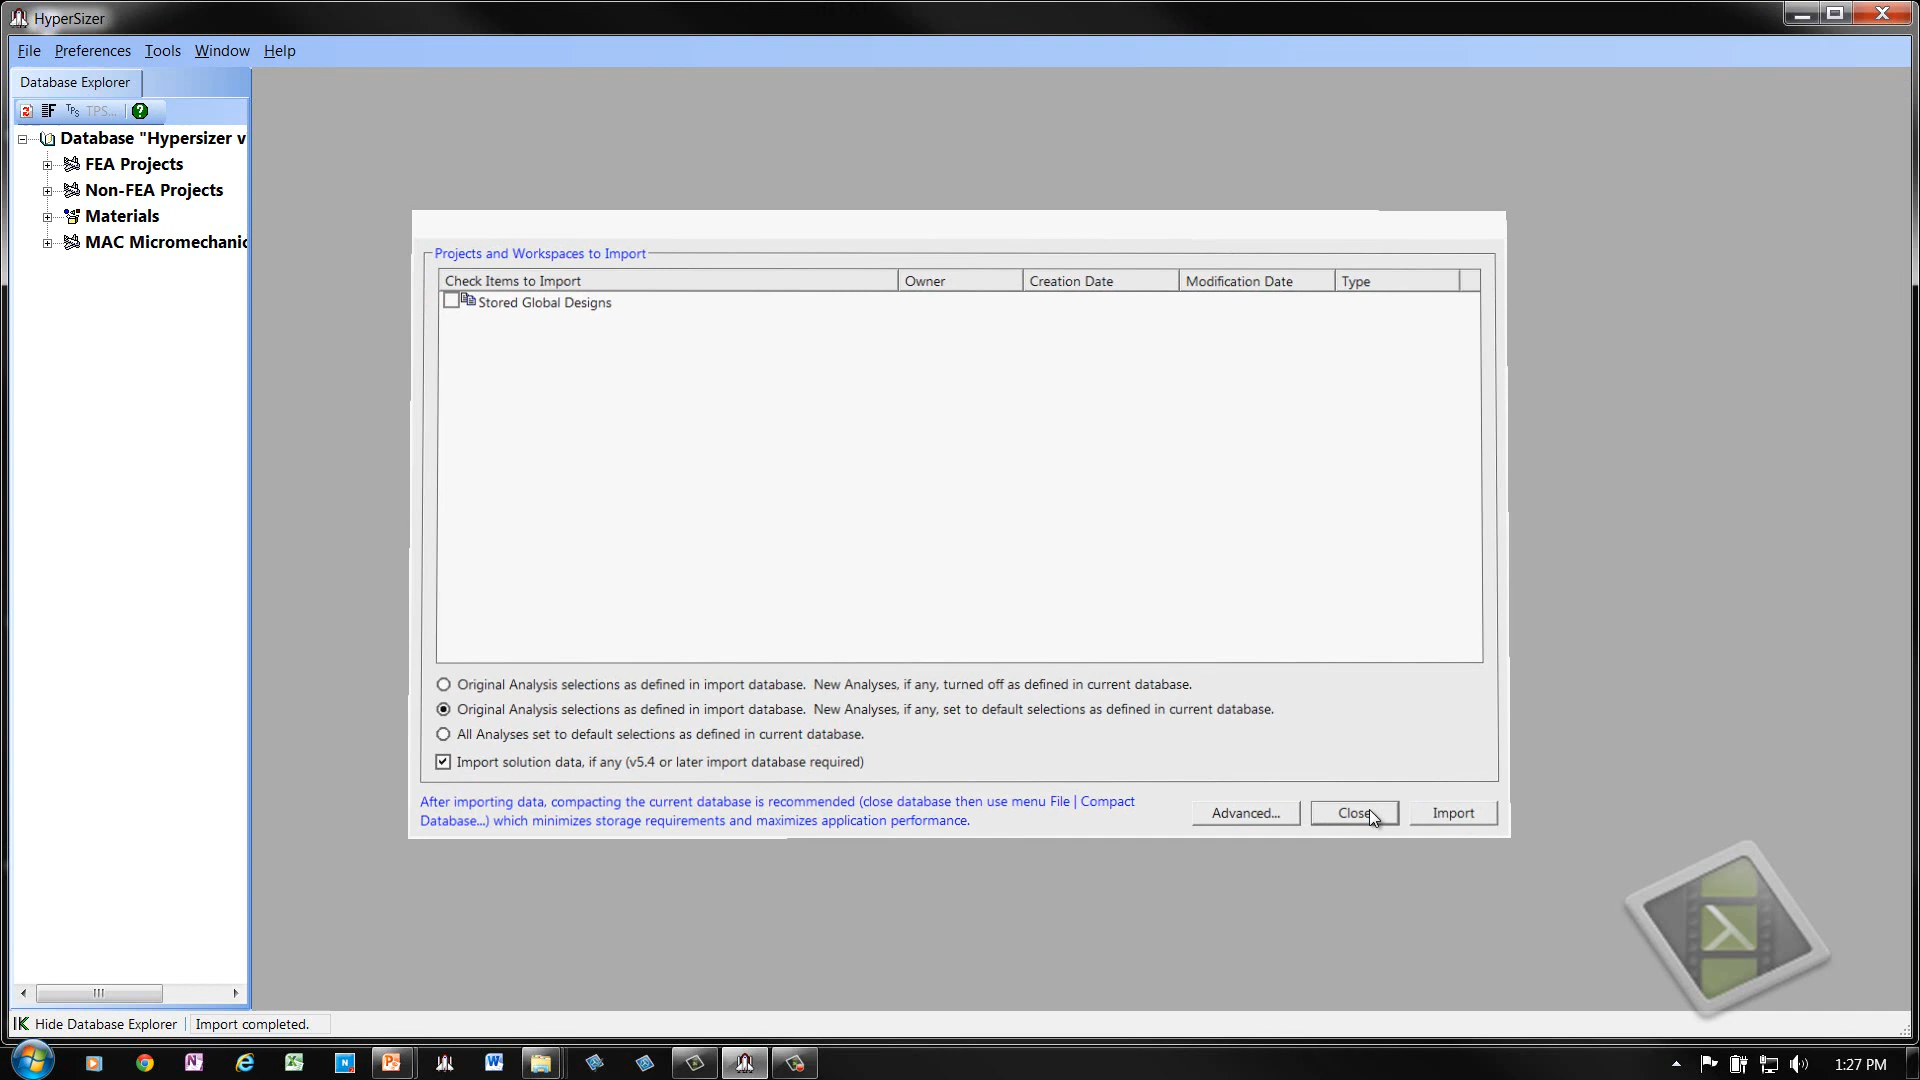 HyperSizer
File Preferences Tools Window Help
Database Explorer
TPS TPS...
Database "Hypersizer v
FEA Projects
Non-FEA Projects
Materials
MAC Micromechanic
Projects and Workspaces to Import
Check Items to Import Owner Creation Date Modification Date Type
Stored Global Designs
Original Analysis selections as defined in import database. New Analyses, if any, turned off as defined in current database.
Original Analysis selections as defined in import database. New Analyses, if any, set to default selections as defined in current database.
All Analyses set to default selections as defined in current database.
Import solution data, if any (v5.4 or later import database required)
After importing data, compacting the current database is recommended (close database then use menu File | Compact
Database...) which minimizes storage requirements and maximizes application performance.
Advanced... Close Import
Hide Database Explorer Import completed.
1:27 PM